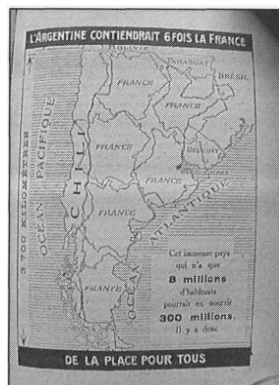 L'ARGENTINE CONTIENDRAIT 6 FOIS LA FRANCE
Bolivie
PARAGUAY
BRÉSIL
FRANCE
FRANCE
FRANCE
FRANCE
FRANCE
FRANCE
URUGUAY
CHILI
OCÉAN PACIFIQUE
3.700 KILOMÈTRES
OCÉAN ATLANTIQUE
Cet immense pays
qui n'a que
8 millions
d'habitants
pourrait en nourrir
300 millions.
Il y a donc
DE LA PLACE POUR TOUS